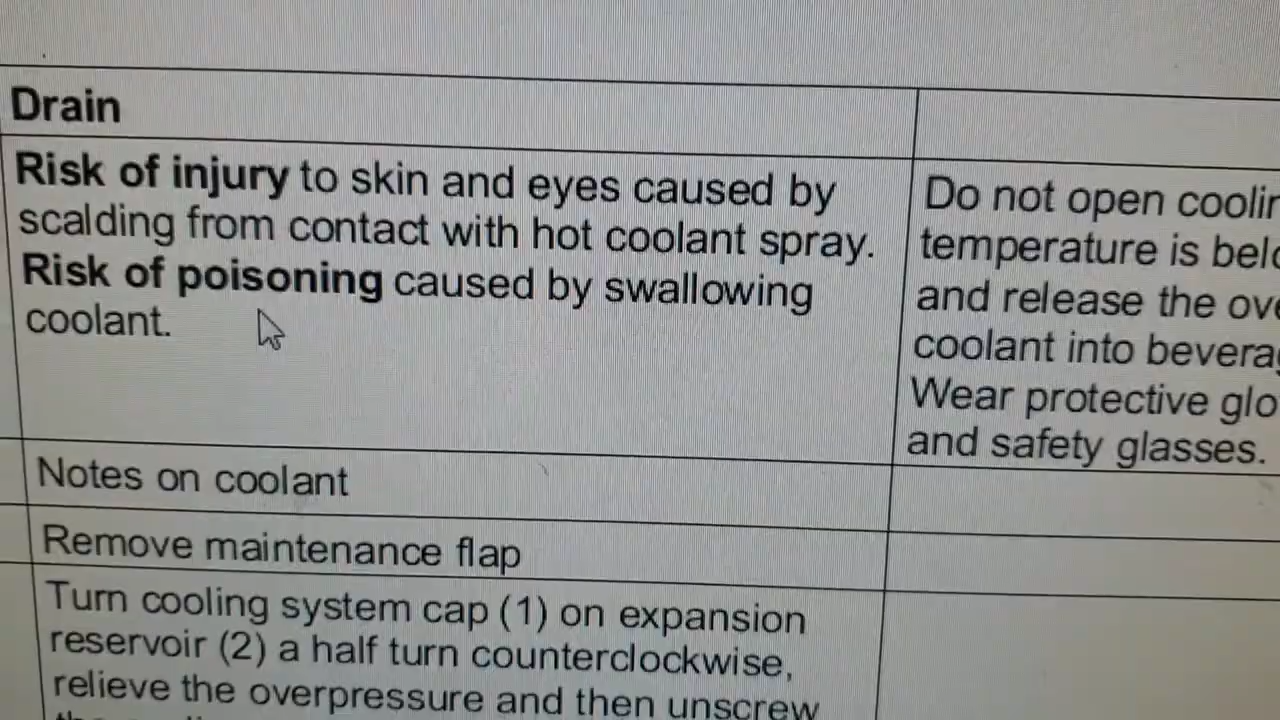 Drain
Risk of injury to skin and eyes caused by
scalding from contact with hot coolant spray.
Risk of poisoning caused by swallowing
coolant.
Do not open
temperature is
and release the
coolant into
Wear protective
and safety glasses.
Notes on coolant
Remove maintenance flap
Turn cooling system cap (1) on expansion
reservoir (2) a half turn counterclockwise,
relieve the overpressure and then unscrew